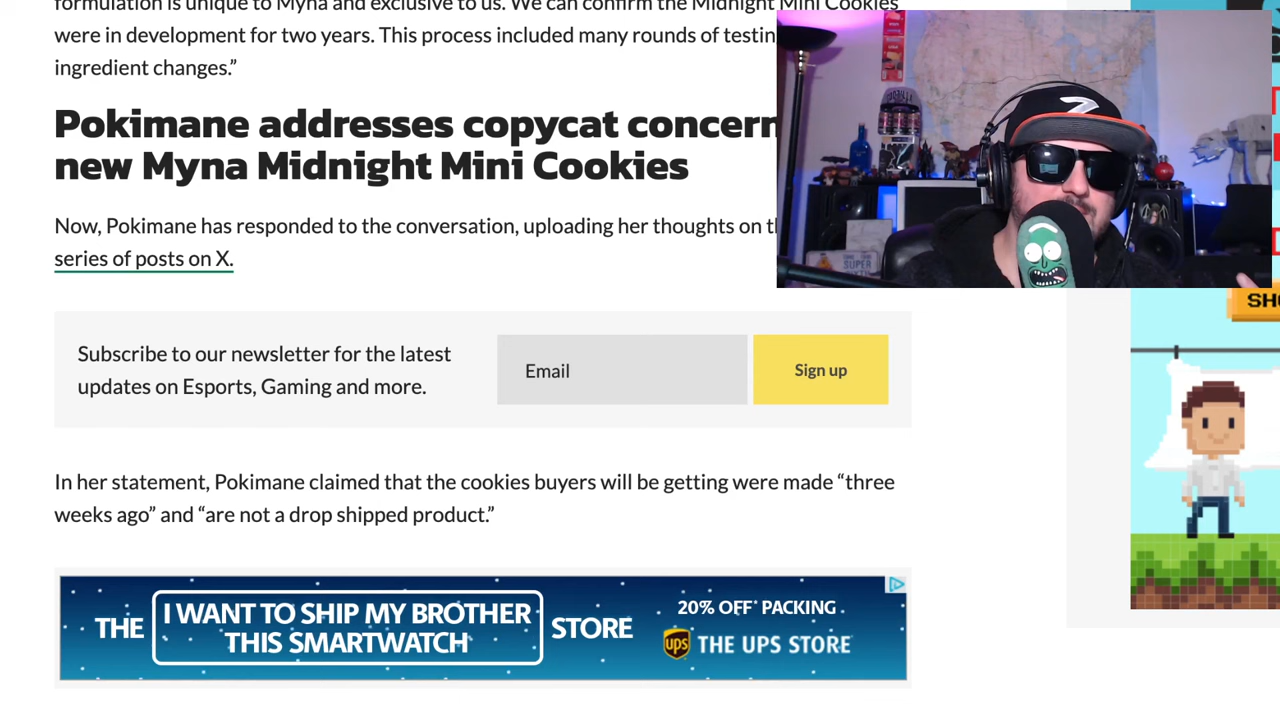 formulation is unique to Myna and exclusive to us. We can confirm the Midnight Mini Cookies
were in development for two years. This process included many rounds of testin
ingredient changes.”
Pokimane addresses copycat concern
new Myna Midnight Mini Cookies
Now, Pokimane has responded to the conversation, uploading her thoughts on th
series of posts on X.
Subscribe to our newsletter for the latest
updates on Esports, Gaming and more.
Email
Sign up
SHO
In her statement, Pokimane claimed that the cookies buyers will be getting were made “three
weeks ago” and “are not a drop shipped product.”
THE
I WANT TO SHIP MY BROTHER
THIS SMARTWATCH
STORE
20% OFF* PACKING
ups THE UPS STORE
SUPER